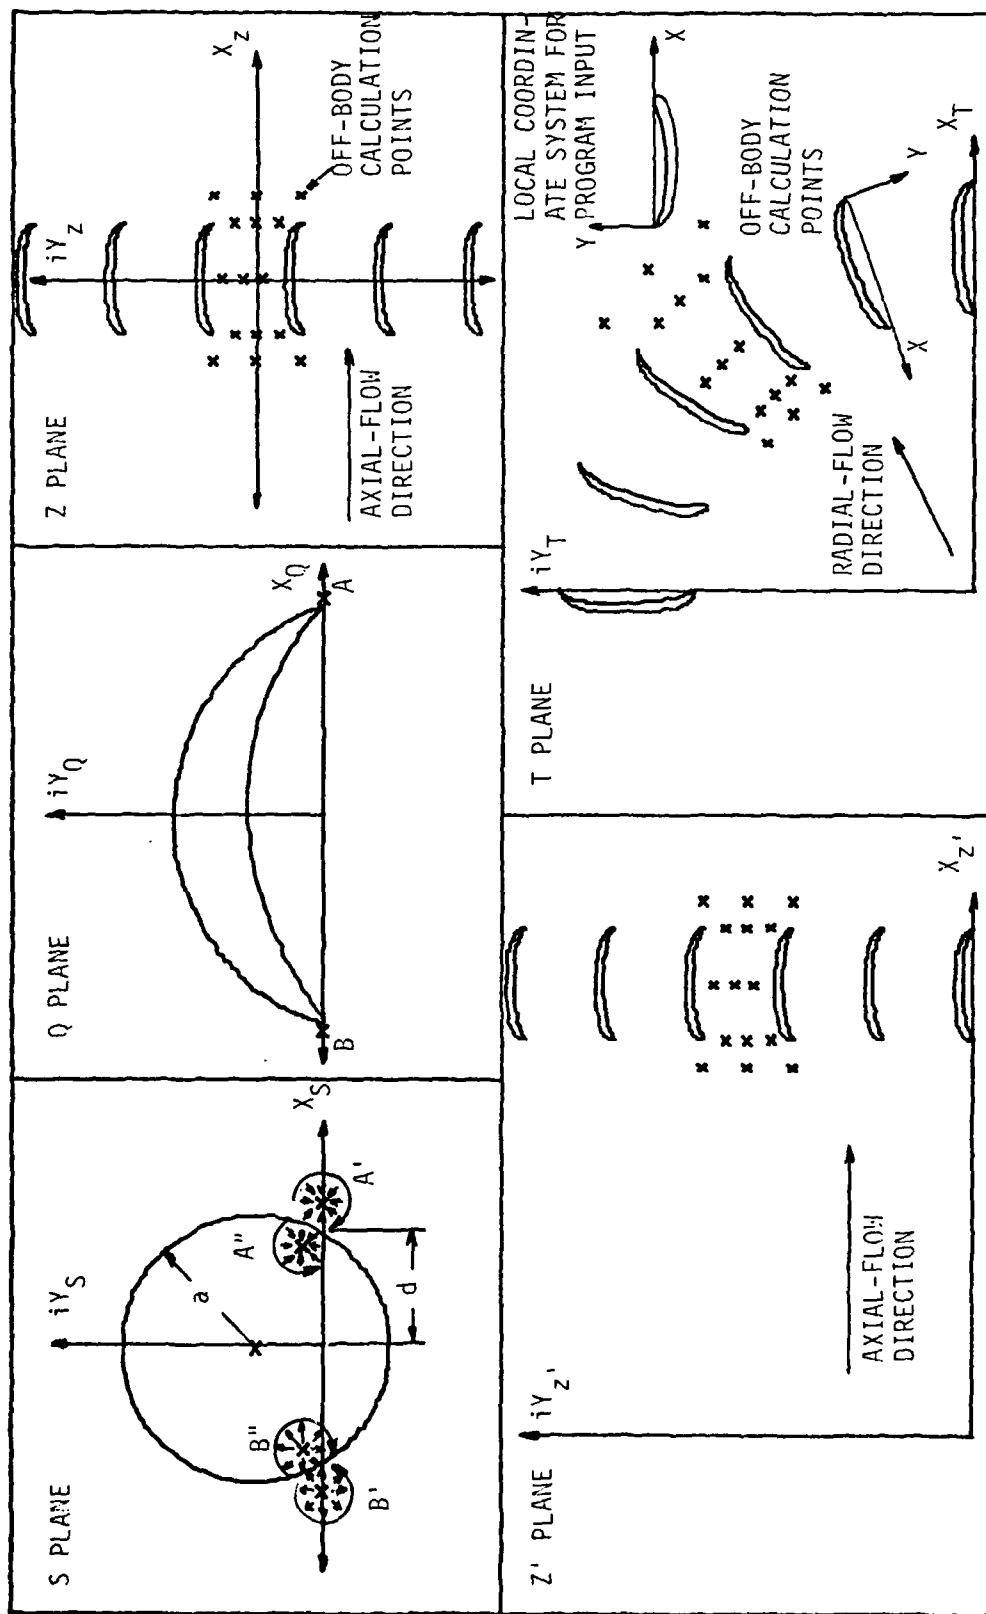 S PLANE
iY_S
X_S
a
d
A'
A"
B"
B'
Q PLANE
iY_Q
X_Q
A
B
Z PLANE
iY_Z
X_Z
OFF-BODY
CALCULATION
POINTS
AXIAL-FLOW
DIRECTION
Z' PLANE
iY_Z'
X_Z'
AXIAL-FLOW
DIRECTION
T PLANE
iY_T
X_T
LOCAL COORDIN-
ATE SYSTEM FOR
PROGRAM INPUT
Y
X
OFF-BODY
CALCULATION
POINTS
Y
X
RADIAL-FLOW
DIRECTION